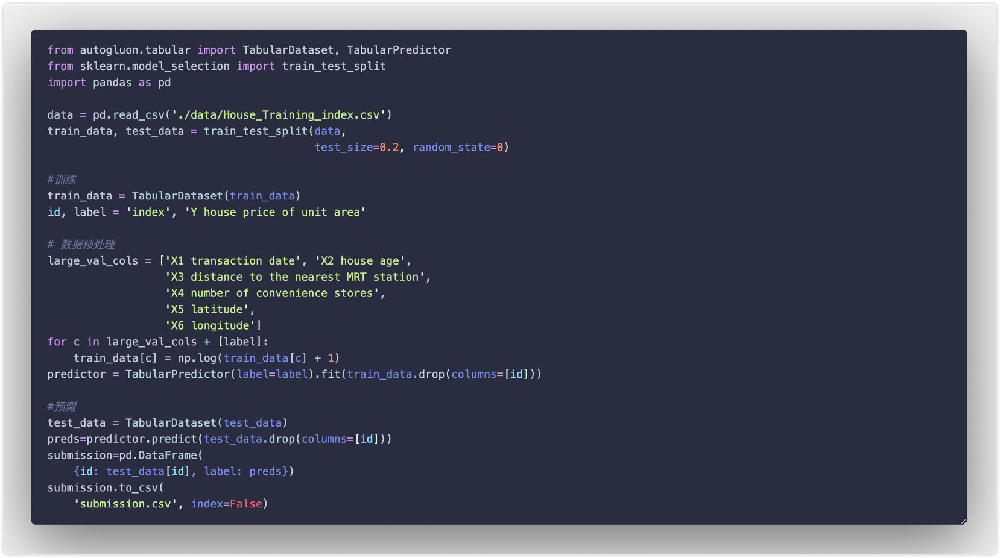 from autogluon.tabular import TabularDataset, TabularPredictor
from sklearn.model_selection import train_test_split
import pandas as pd

data = pd.read_csv('./data/House_Training_index.csv')
train_data, test_data = train_test_split(data,
                                         test_size=0.2, random_state=0)

#训练
train_data = TabularDataset(train_data)
id, label = 'index', 'Y house price of unit area'

# 数据预处理
large_val_cols = ['X1 transaction date', 'X2 house age',
                  'X3 distance to the nearest MRT station',
                  'X4 number of convenience stores',
                  'X5 latitude',
                  'X6 longitude']
for c in large_val_cols + [label]:
    train_data[c] = np.log(train_data[c] + 1)
predictor = TabularPredictor(label=label).fit(train_data.drop(columns=[id]))

#预测
test_data = TabularDataset(test_data)
preds=predictor.predict(test_data.drop(columns=[id]))
submission=pd.DataFrame(
    {id: test_data[id], label: preds})
submission.to_csv(
    'submission.csv', index=False)